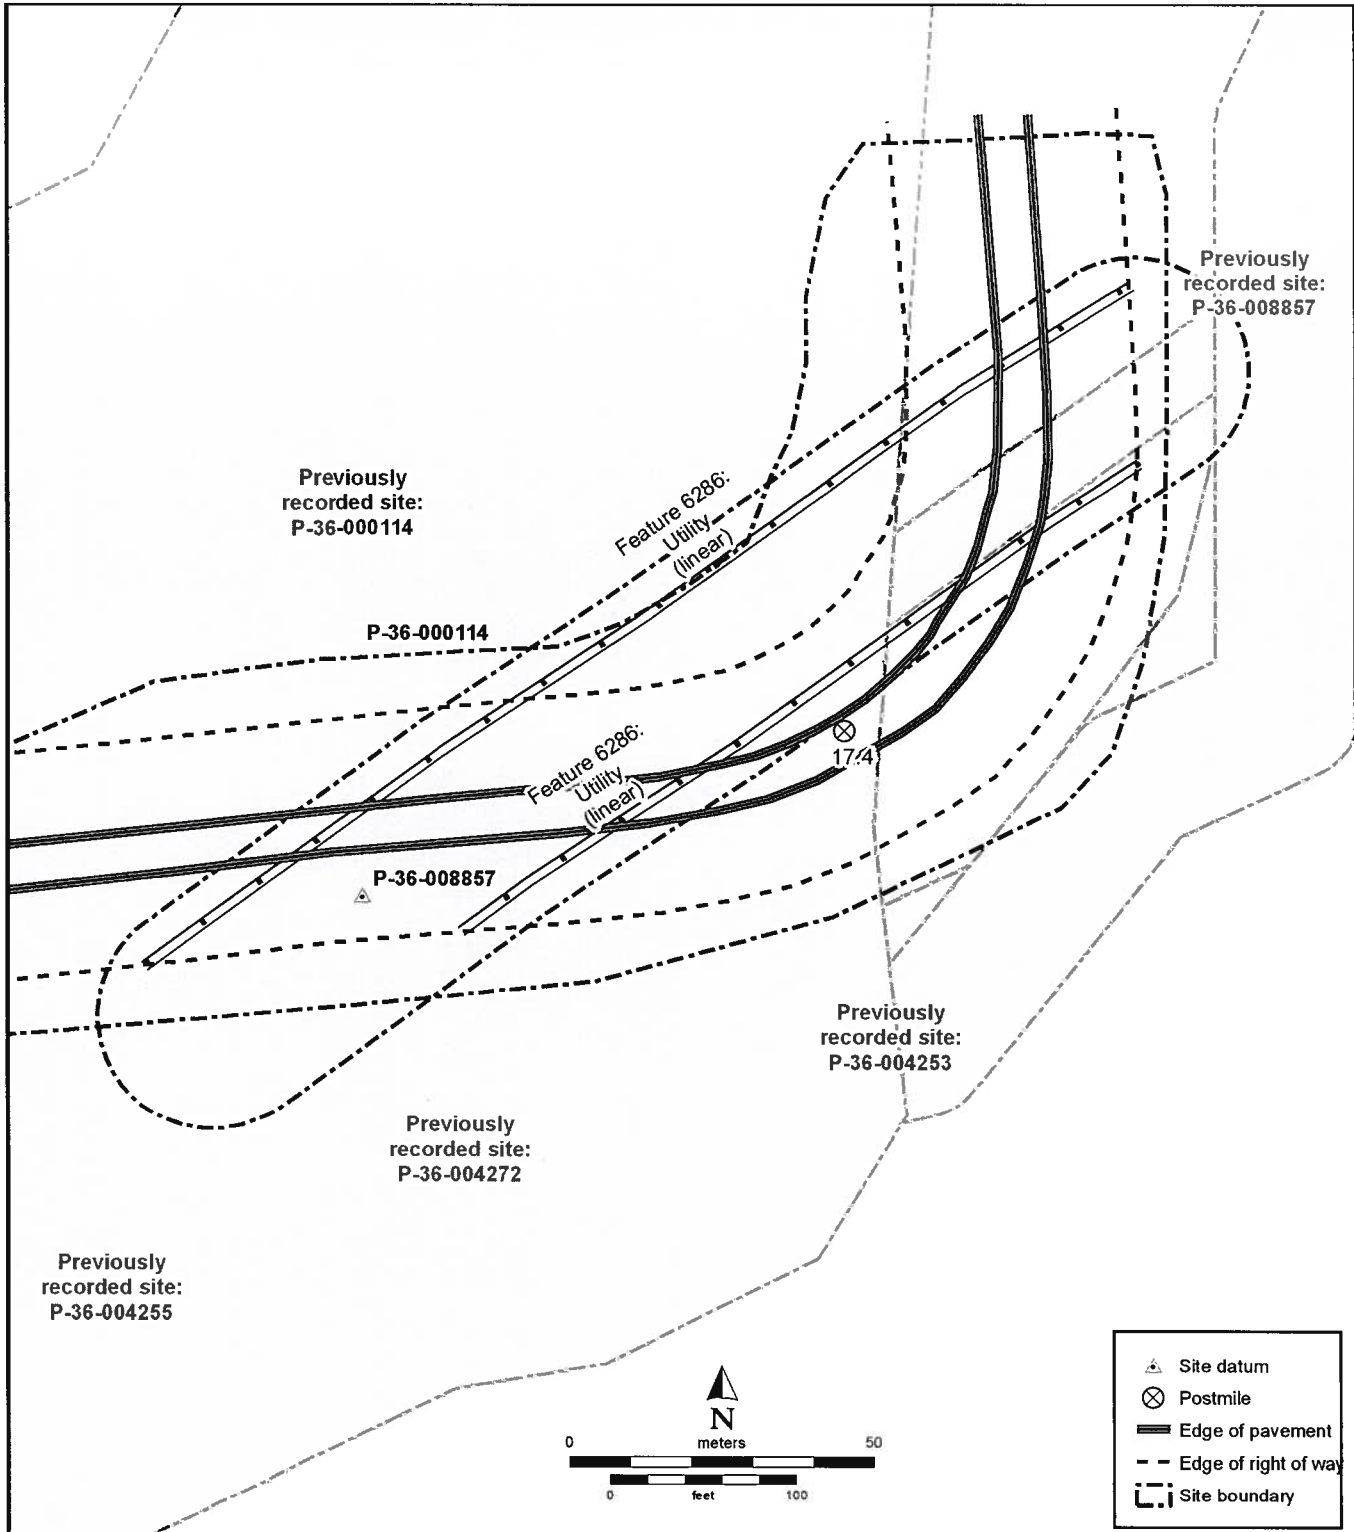 Previously
recorded site:
P-36-008857
Previously
recorded site:
P-36-000114
Feature 6286:
Utility
(linear)
P-36-000114
Feature 6286:
Utility
(linear)
17.4
P-36-008857
Previously
recorded site:
P-36-004253
Previously
recorded site:
P-36-004272
Previously
recorded site:
P-36-004255
N
0 meters 50
0 feet 100
Site datum
Postmile
Edge of pavement
Edge of right of way
Site boundary